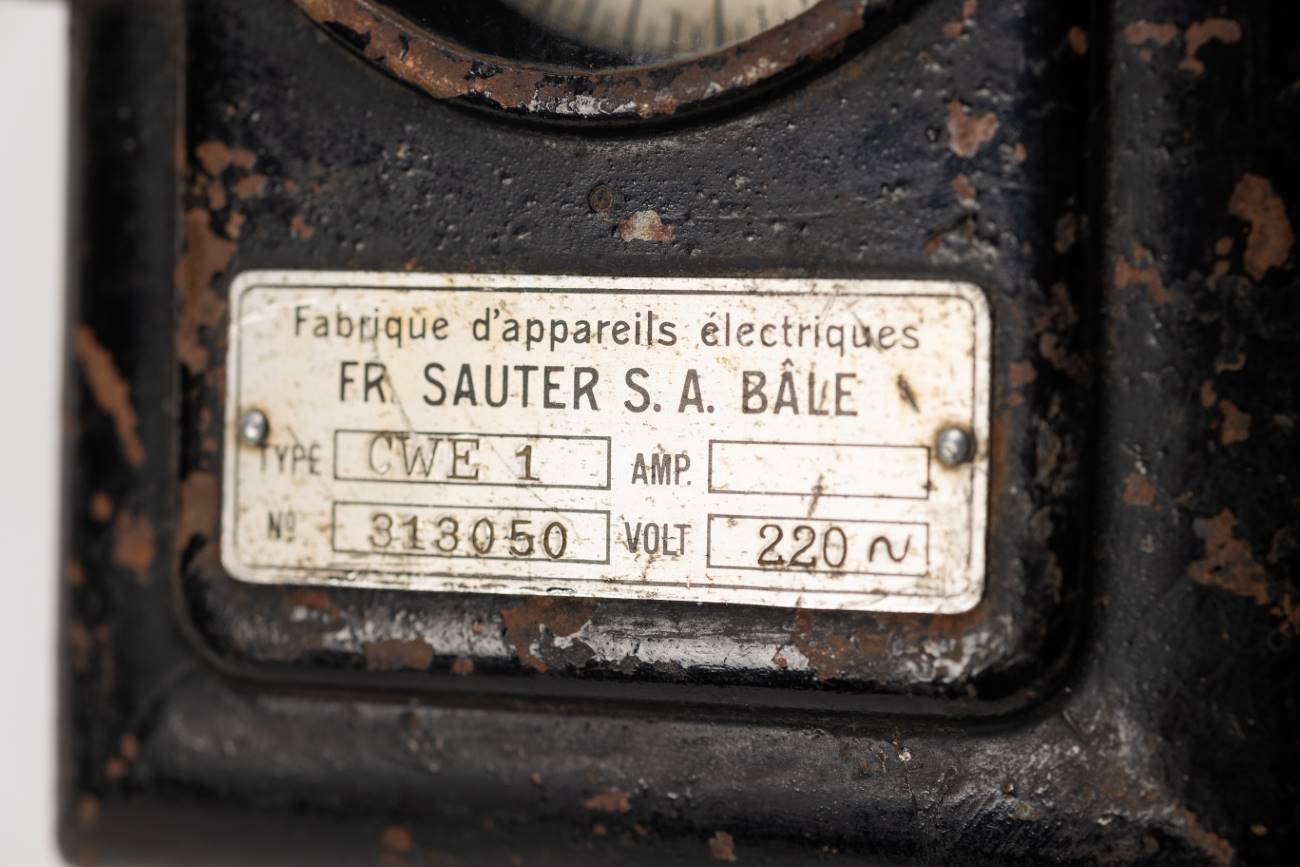 Fabrique d'appareils électriques
FR. SAUTER S. A. BÂLE
TYPE CWE 1 AMP.
Nº 313050 VOLT 220 ~